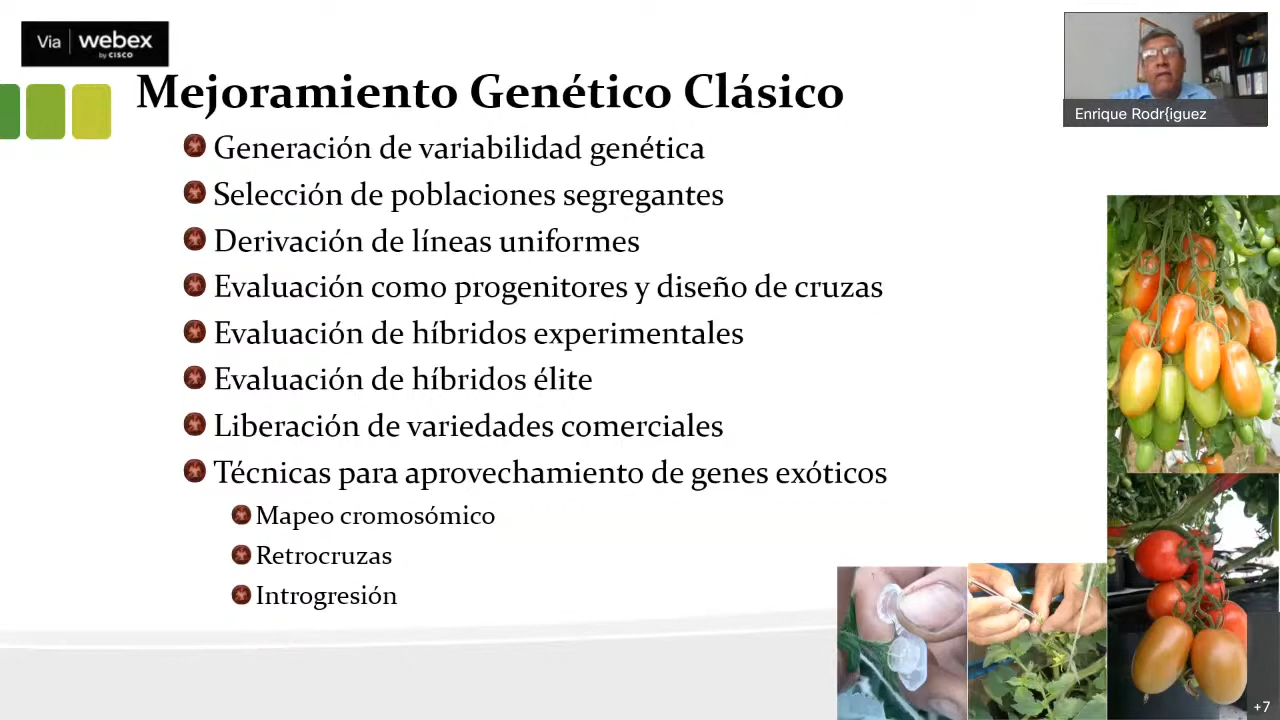 Via webex
by CISCO
Mejoramiento Genético Clásico
Enrique Rodr{iguez
Generación de variabilidad genética
Selección de poblaciones segregantes
Derivación de líneas uniformes
Evaluación como progenitores y diseño de cruzas
Evaluación de híbridos experimentales
Evaluación de híbridos élite
Liberación de variedades comerciales
Técnicas para aprovechamiento de genes exóticos
Mapeo cromosómico
Retrocruzas
Introgresión
+7